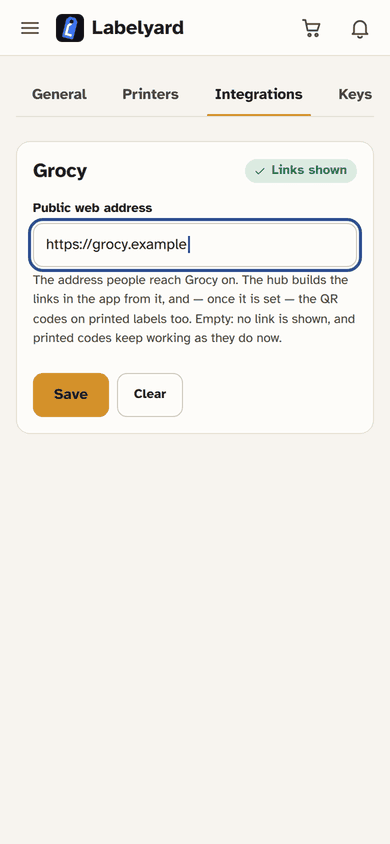 Labelyard
General Printers Integrations Keys
Grocy
Links shown
Public web address
https://grocy.example
The address people reach Grocy on. The hub builds the
links in the app from it, and — once it is set — the QR
codes on printed labels too. Empty: no link is shown, and
printed codes keep working as they do now.
Save Clear